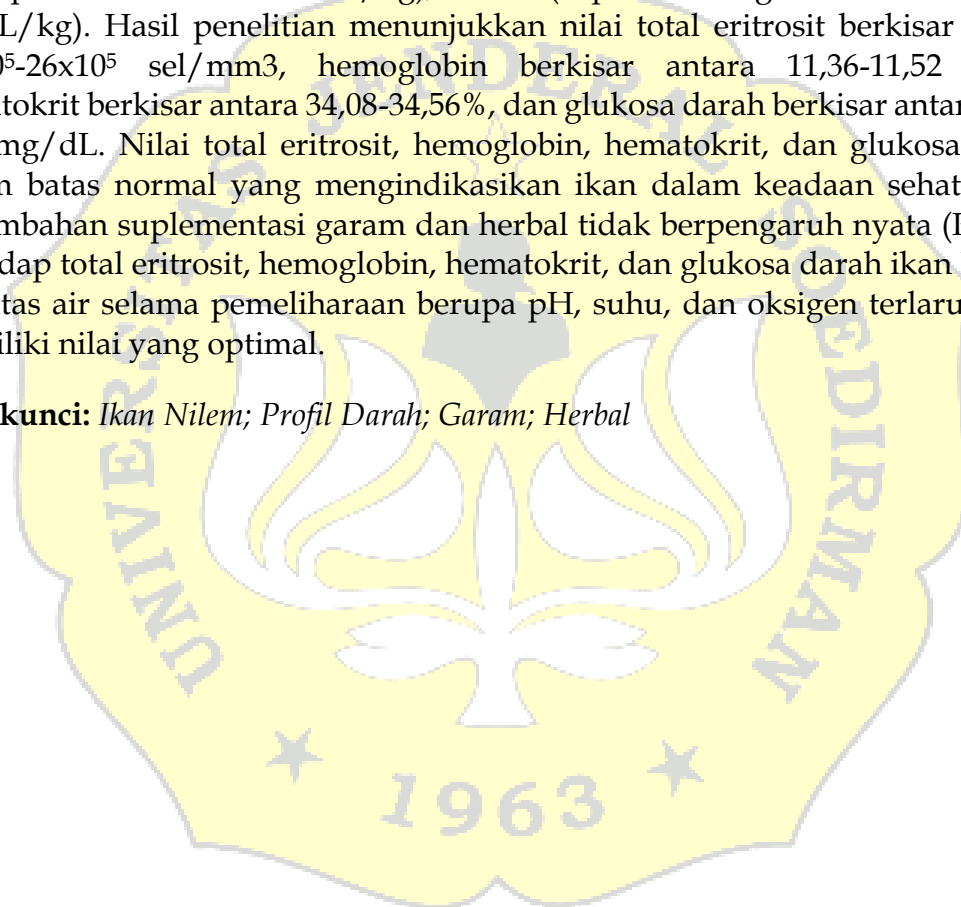 L/kg). Hasil penelitian menunjukkan nilai total eritrosit berkisar
⁵-26x10⁵ sel/mm3, hemoglobin berkisar antara 11,36-11,52
tokrit berkisar antara 34,08-34,56%, dan glukosa darah berkisar antar
mg/dL. Nilai total eritrosit, hemoglobin, hematokrit, dan glukosa
batas normal yang mengindikasikan ikan dalam keadaan sehat
mbahan suplementasi garam dan herbal tidak berpengaruh nyata (
dap total eritrosit, hemoglobin, hematokrit, dan glukosa darah ikan
tas air selama pemeliharaan berupa pH, suhu, dan oksigen terlaru
iliki nilai yang optimal.
kunci: Ikan Nilem; Profil Darah; Garam; Herbal
UNIVERSITAS JENDERAL SOEDIRMAN
1963